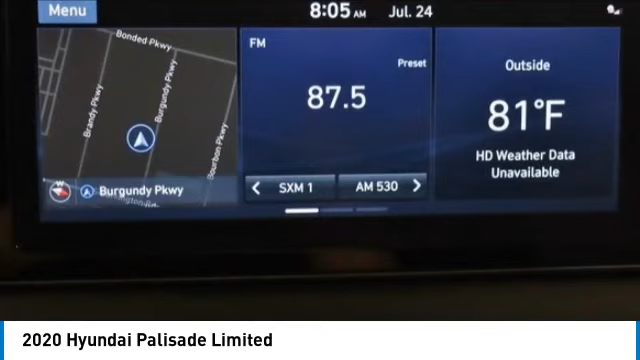 Menu
8:05 AM Jul. 24
Bonded Pkwy
Brandy Pkwy
Burgundy Pkwy
Bourbon Pkwy
Burgundy Pkwy
FM
Preset
87.5
SXM 1
AM 530
Outside
81°F
HD Weather Data
Unavailable
2020 Hyundai Palisade Limited